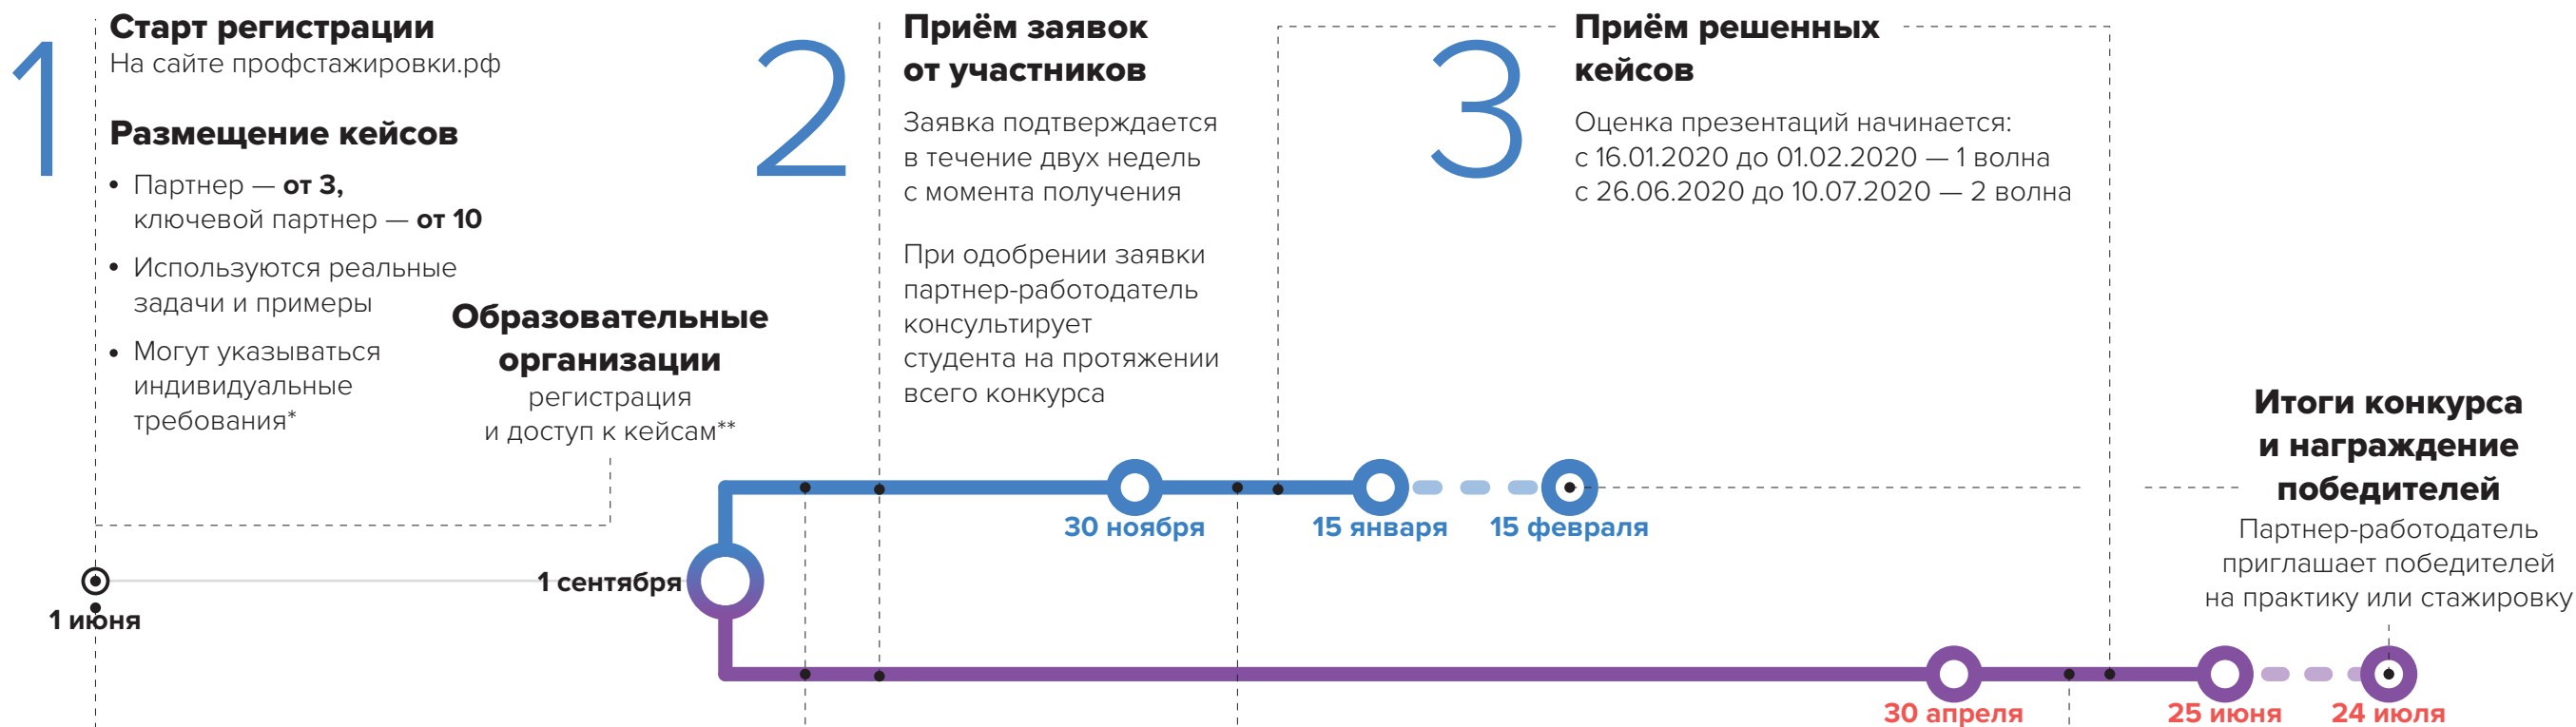 1
Старт регистрации
На сайте профстажировки.рф
Размещение кейсов
• Партнер — от 3,
ключевой партнер — от 10
• Используются реальные
задачи и примеры
• Могут указываться
индивидуальные
требования*
Образовательные
организации
регистрация
и доступ к кейсам**
2
Приём заявок
от участников
Заявка подтверждается
в течение двух недель
с момента получения
При одобрении заявки
партнер-работодатель
консультирует
студента на протяжении
всего конкурса
3
Приём решенных
кейсов
Оценка презентаций начинается:
с 16.01.2020 до 01.02.2020 — 1 волна
с 26.06.2020 до 10.07.2020 — 2 волна
Итоги конкурса
и награждение
победителей
Партнер-работодатель
приглашает победителей
на практику или стажировку
30 ноября
15 января
15 февраля
1 сентября
1 июня
30 апреля
25 июня
24 июля